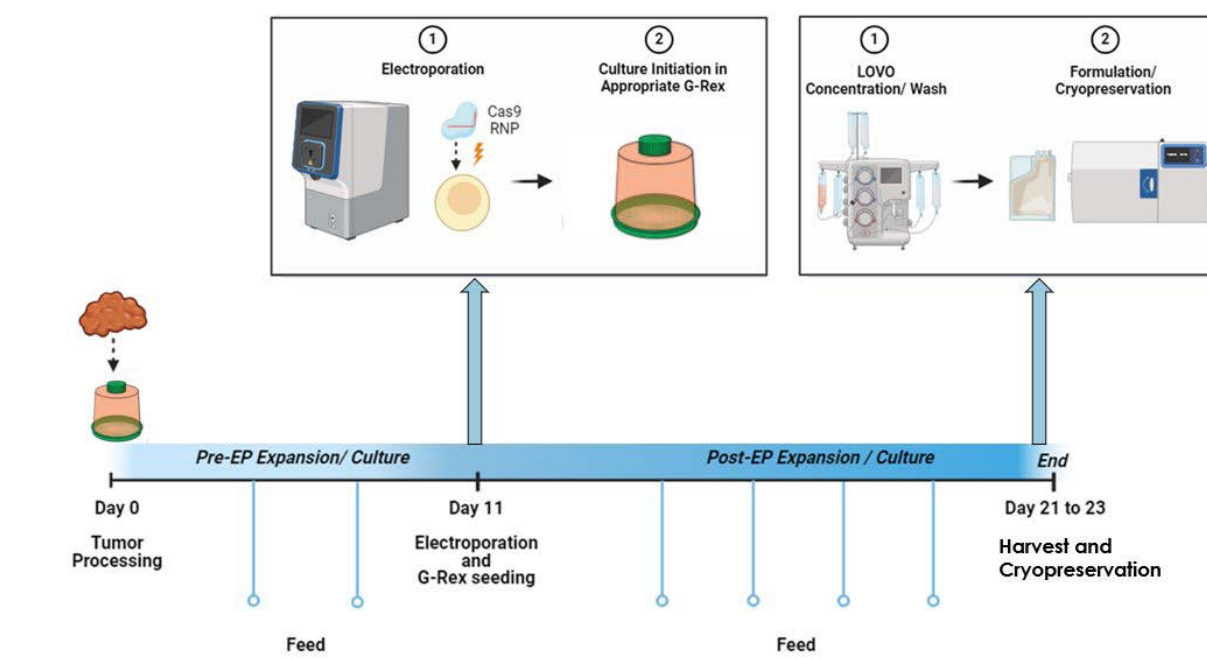 1
Electroporation
Cas9
RNP
2
Culture Initiation in
Appropriate G-Rex
1
LOVO
Concentration/ Wash
2
Formulation/
Cryopreservation
Pre-EP Expansion/ Culture
Post-EP Expansion / Culture
End
Day 0
Tumor
Processing
Day 11
Electroporation
and
G-Rex seeding
Day 21 to 23
Harvest and
Cryopreservation
Feed
Feed